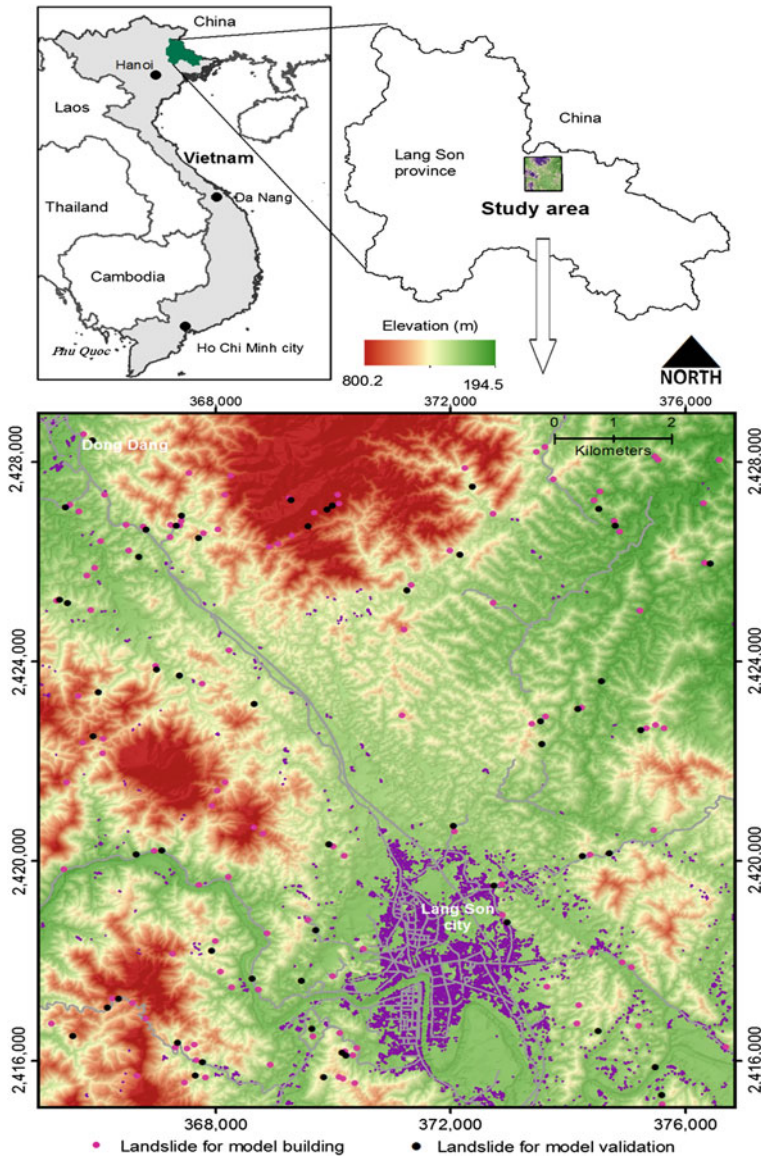 China
Hanoi
Laos
Vietnam
Da Nang
Thailand
Cambodia
Phu Quoc
Ho Chi Minh city
China
Lang Son
province
Study area
Elevation (m)
800.2 194.5
NORTH
368,000 372,000 376,000
0 1 2
Kilometers
Dong Dang
2,428,000 2,428,000
2,424,000 2,424,000
2,420,000 2,420,000
Lang Son
city
2,416,000 2,416,000
368,000 372,000 376,000
Landslide for model building Landslide for model validation